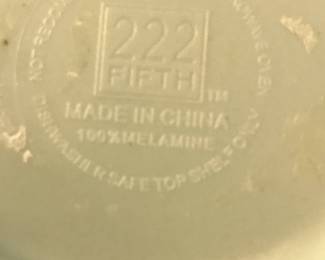 222
FIFTH
TM
MADE IN CHINA
100% MELAMINE
DISHWASHER SAFE TOP SHELF ONLY